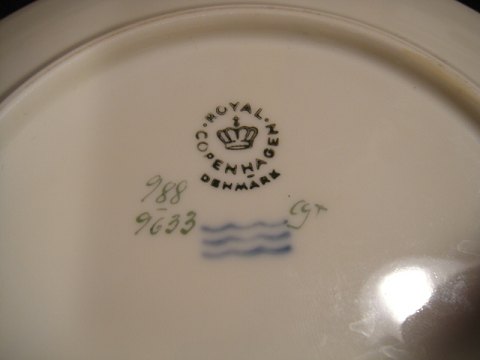 ROYAL
COPENHAGEN
DENMARK
988
9633